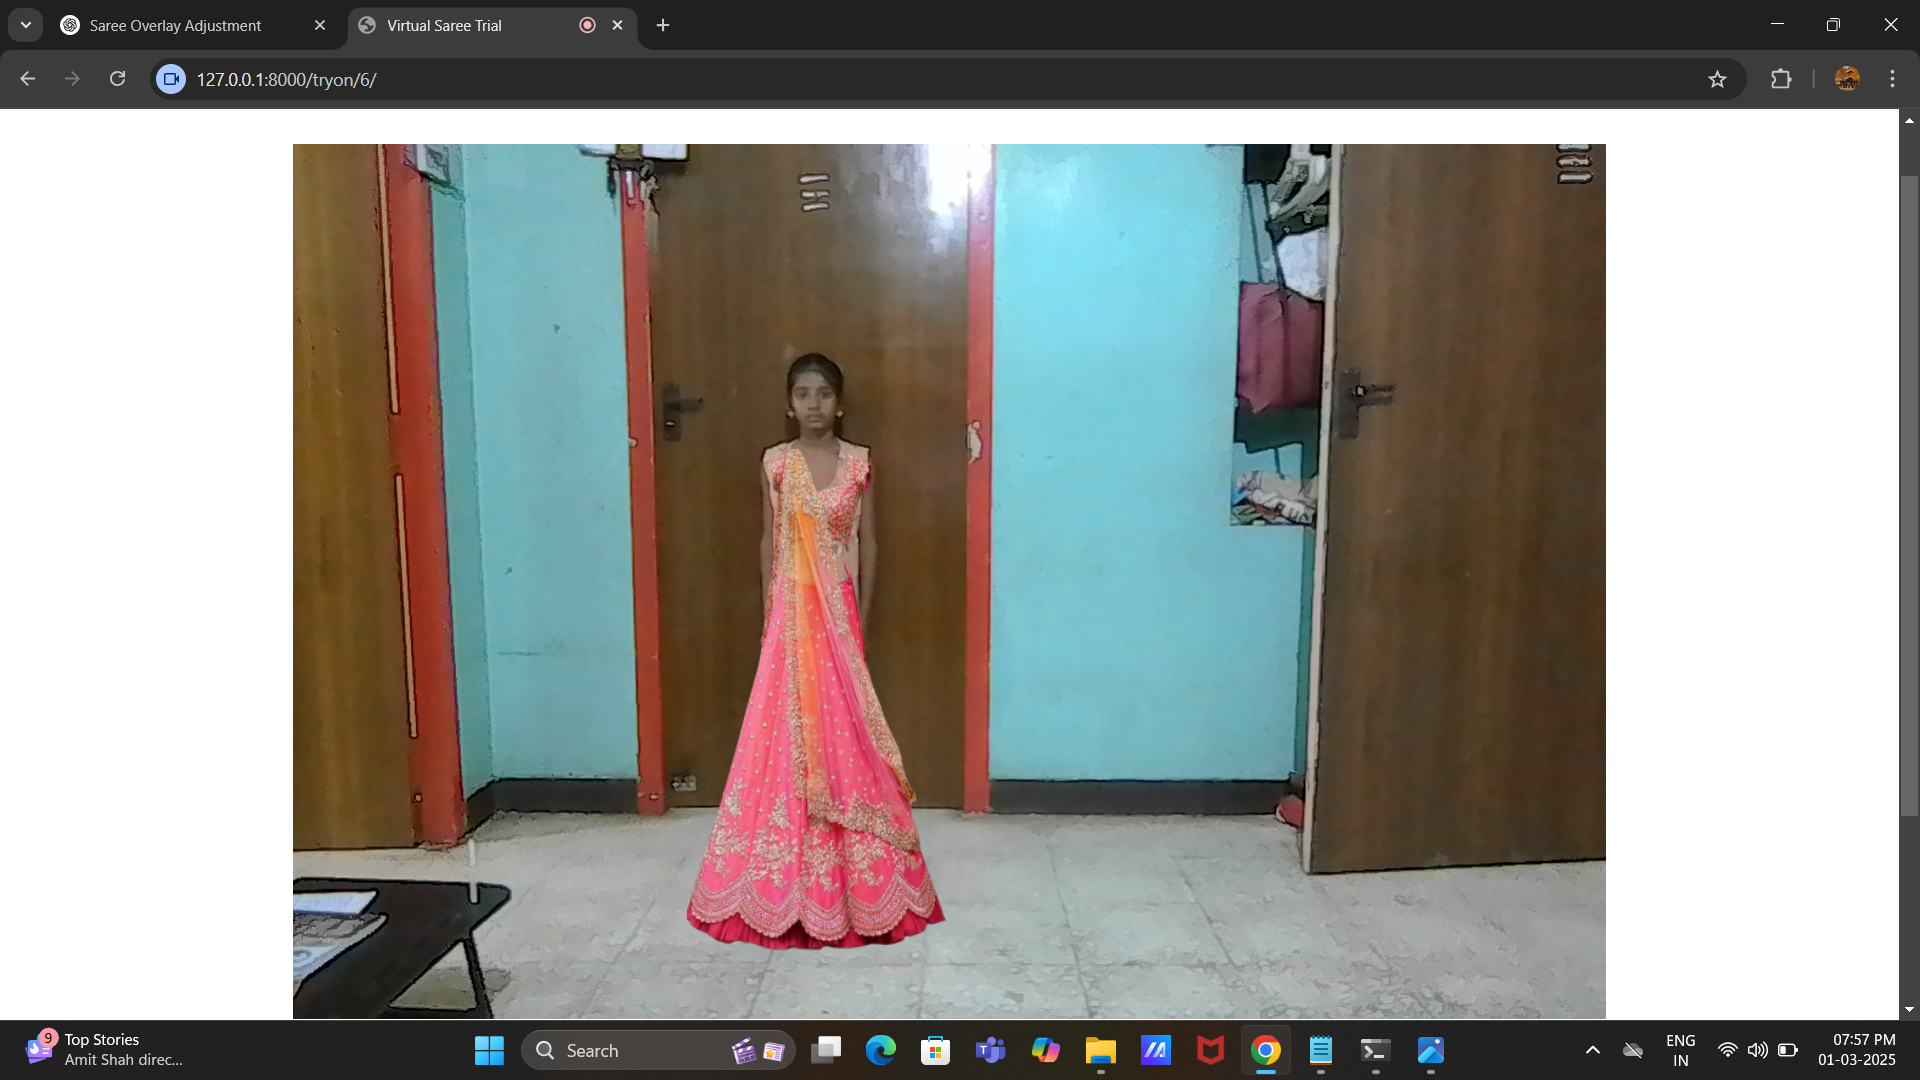 Saree Overlay Adjustment
Virtual Saree Trial
127.0.0.1:8000/tryon/6/
9
Top Stories
Amit Shah direc...
Search
ENG
IN
07:57 PM
01-03-2025